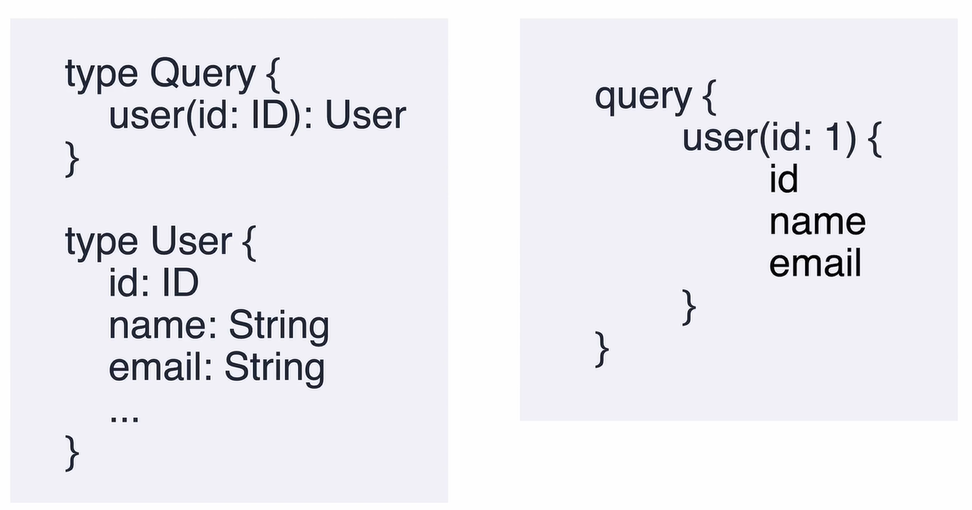 type Query {
user(id: ID): User
}
type User {
id: ID
name: String
email: String
...
}
query {
user(id: 1) {
id
name
email
}
}